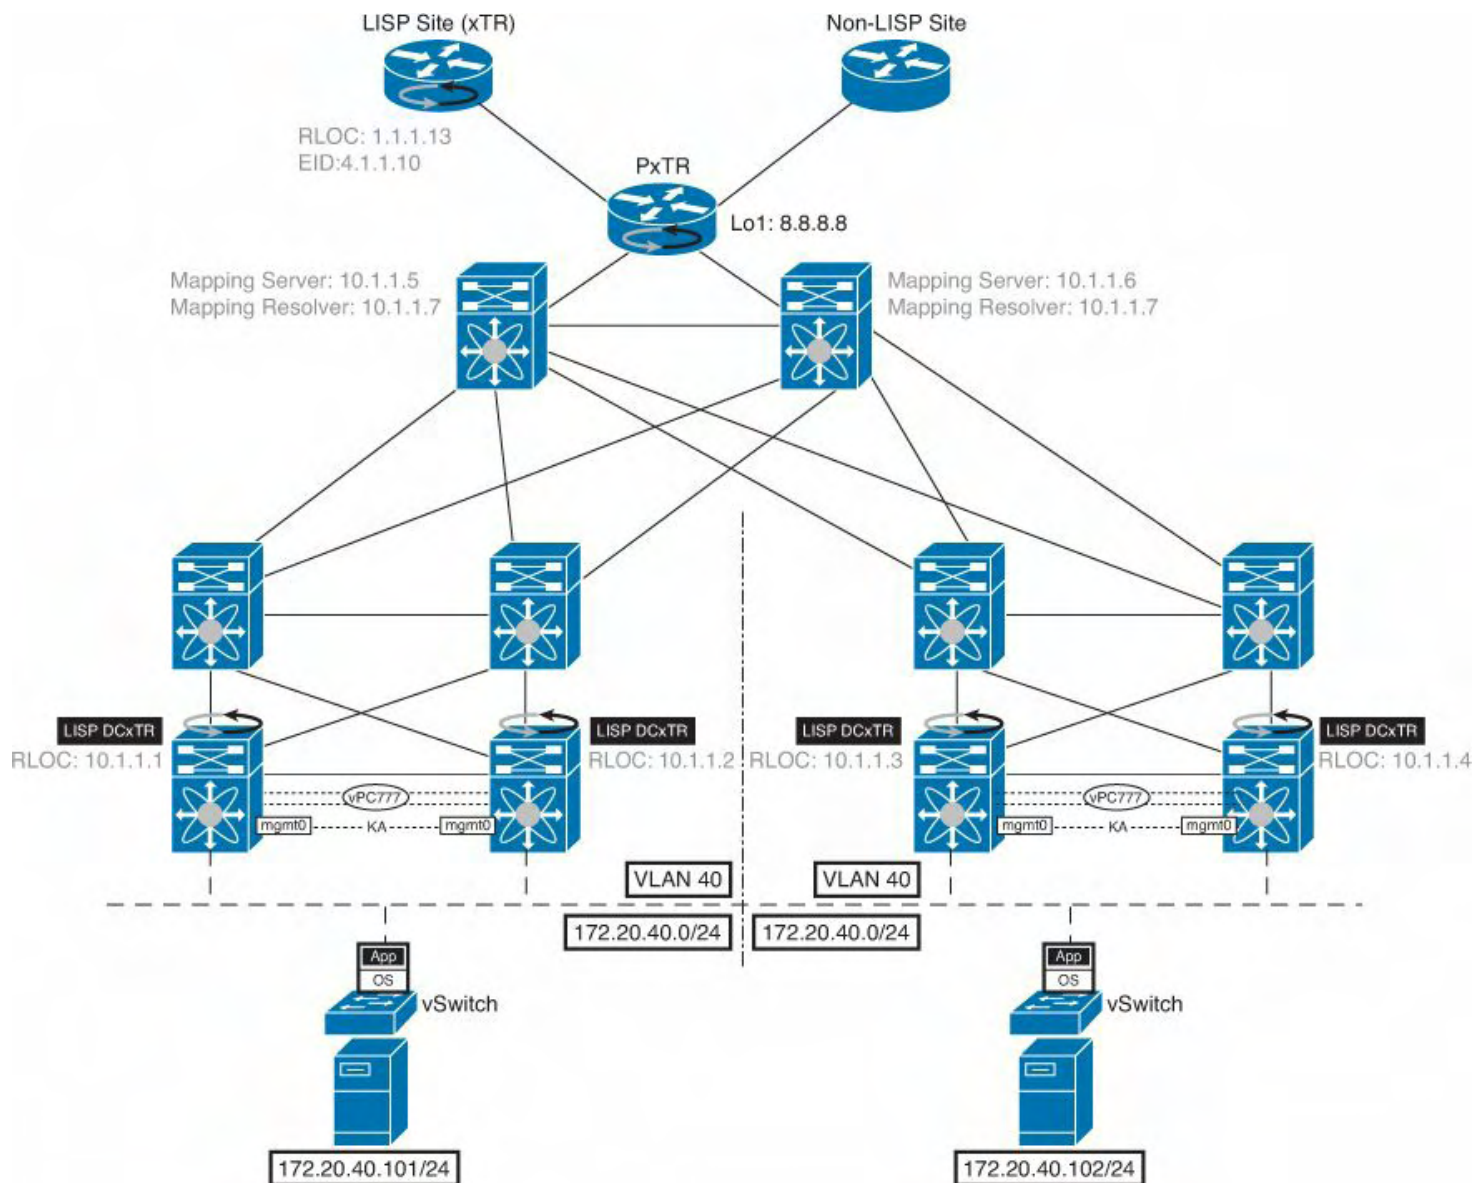 LISP Site (xTR)
Non-LISP Site
RLOC: 1.1.1.13
EID:4.1.1.10
PxTR
Lo1: 8.8.8.8
Mapping Server: 10.1.1.5
Mapping Resolver: 10.1.1.7
Mapping Server: 10.1.1.6
Mapping Resolver: 10.1.1.7
LISP DCxTR
RLOC: 10.1.1.1
LISP DCxTR
RLOC: 10.1.1.2
LISP DCxTR
RLOC: 10.1.1.3
LISP DCxTR
RLOC: 10.1.1.4
vPC777
mgmt0
KA
mgmt0
vPC777
mgmt0
KA
mgmt0
VLAN 40
VLAN 40
172.20.40.0/24
172.20.40.0/24
App
OS
vSwitch
App
OS
vSwitch
172.20.40.101/24
172.20.40.102/24